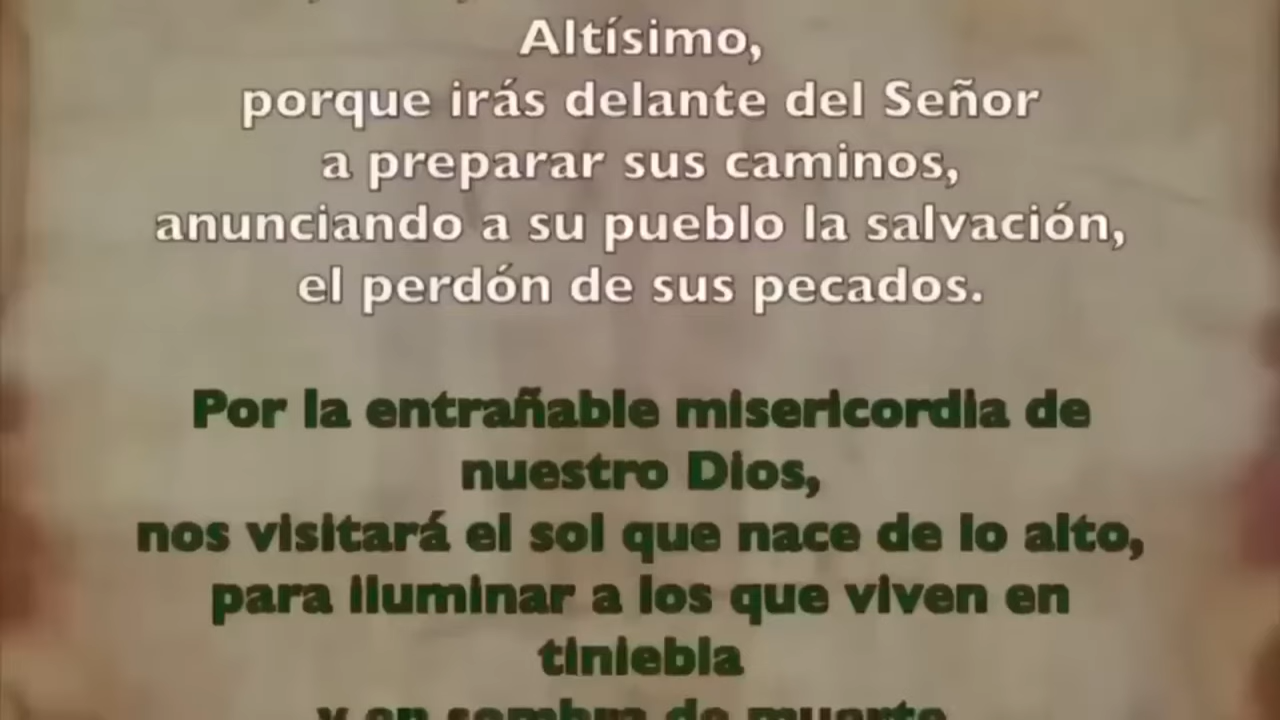 Altísimo,
porque irás delante del Señor
a preparar sus caminos,
anunciando a su pueblo la salvación,
el perdón de sus pecados.
Por la entrañable misericordia de
nuestro Dios,
nos visitará el sol que nace de lo alto,
para iluminar a los que viven en
tiniebla
y en sombra de muerte,